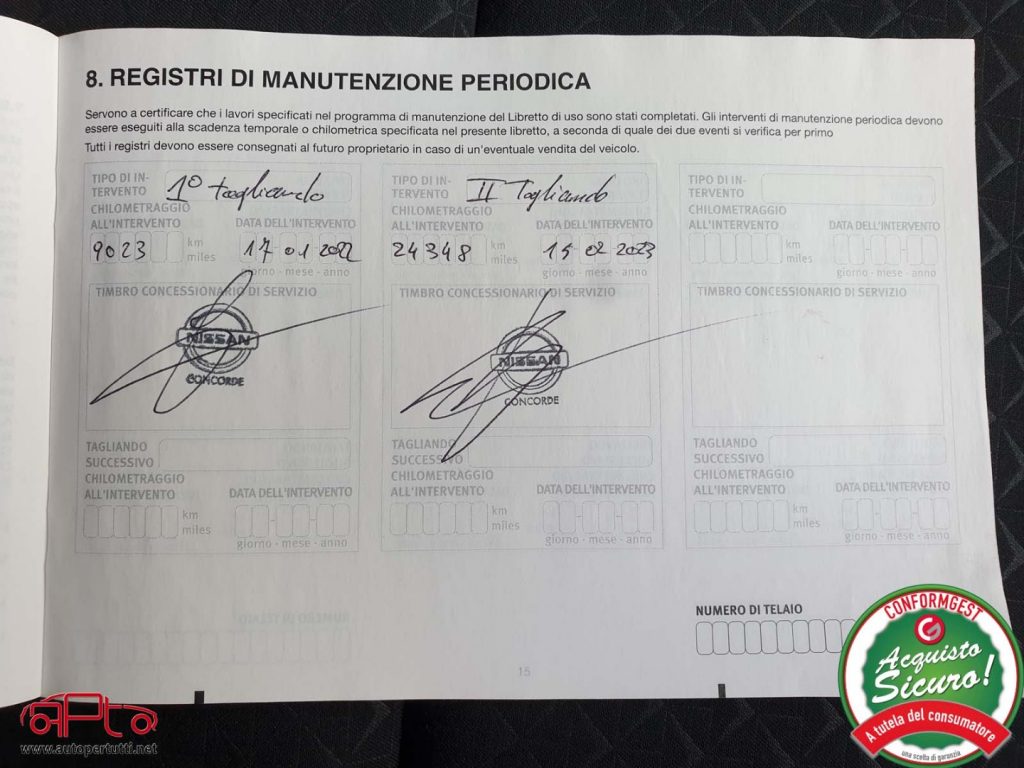 8. REGISTRI DI MANUTENZIONE PERIODICA
Servono a certificare che i lavori specificati nel programma di manutenzione del Libretto di uso sono stati completati. Gli interventi di manutenzione periodica devono
essere eseguiti alla scadenza temporale o chilometrica specificata nel presente libretto, a seconda di quale dei due eventi si verifica per primo
Tutti i registri devono essere consegnati al futuro proprietario in caso di un'eventuale vendita del veicolo.
TIPO DI IN-
TERVENTO 1º tagliando
CHILOMETRAGGIO
ALL'INTERVENTO DATA DELL'INTERVENTO
9023 km
miles 17 01 2022
giorno - mese - anno
TIMBRO CONCESSIONARIO DI SERVIZIO
NISSAN
CONCORDE
TAGLIANDO
SUCCESSIVO
CHILOMETRAGGIO
ALL'INTERVENTO DATA DELL'INTERVENTO
km
miles
giorno - mese - anno
TIPO DI IN-
TERVENTO II Tagliando
CHILOMETRAGGIO
ALL'INTERVENTO DATA DELL'INTERVENTO
24348 km
miles 15 02 2023
giorno - mese - anno
TIMBRO CONCESSIONARIO DI SERVIZIO
NISSAN
CONCORDE
TAGLIANDO
SUCCESSIVO
CHILOMETRAGGIO
ALL'INTERVENTO DATA DELL'INTERVENTO
km
miles
giorno - mese - anno
TIPO DI IN-
TERVENTO
CHILOMETRAGGIO
ALL'INTERVENTO DATA DELL'INTERVENTO
km
miles
giorno - mese - anno
TIMBRO CONCESSIONARIO DI SERVIZIO
TAGLIANDO
SUCCESSIVO
CHILOMETRAGGIO
ALL'INTERVENTO DATA DELL'INTERVENTO
km
miles
giorno - mese - anno
NUMERO DI TELAIO
15
APto
www.autopertutti.net
CONFORMGEST
Acquisto
Sicuro!
A tutela del consumatore
una scelta di garanzia